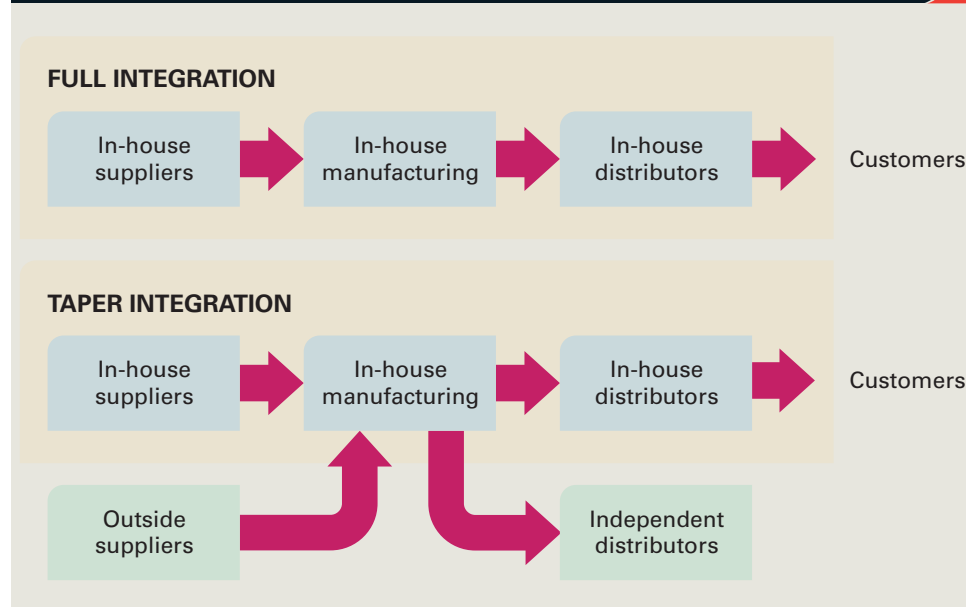 FULL INTEGRATION
In-house
suppliers
In-house
manufacturing
In-house
distributors
Customers
TAPER INTEGRATION
In-house
suppliers
In-house
manufacturing
In-house
distributors
Customers
Outside
suppliers
Independent
distributors